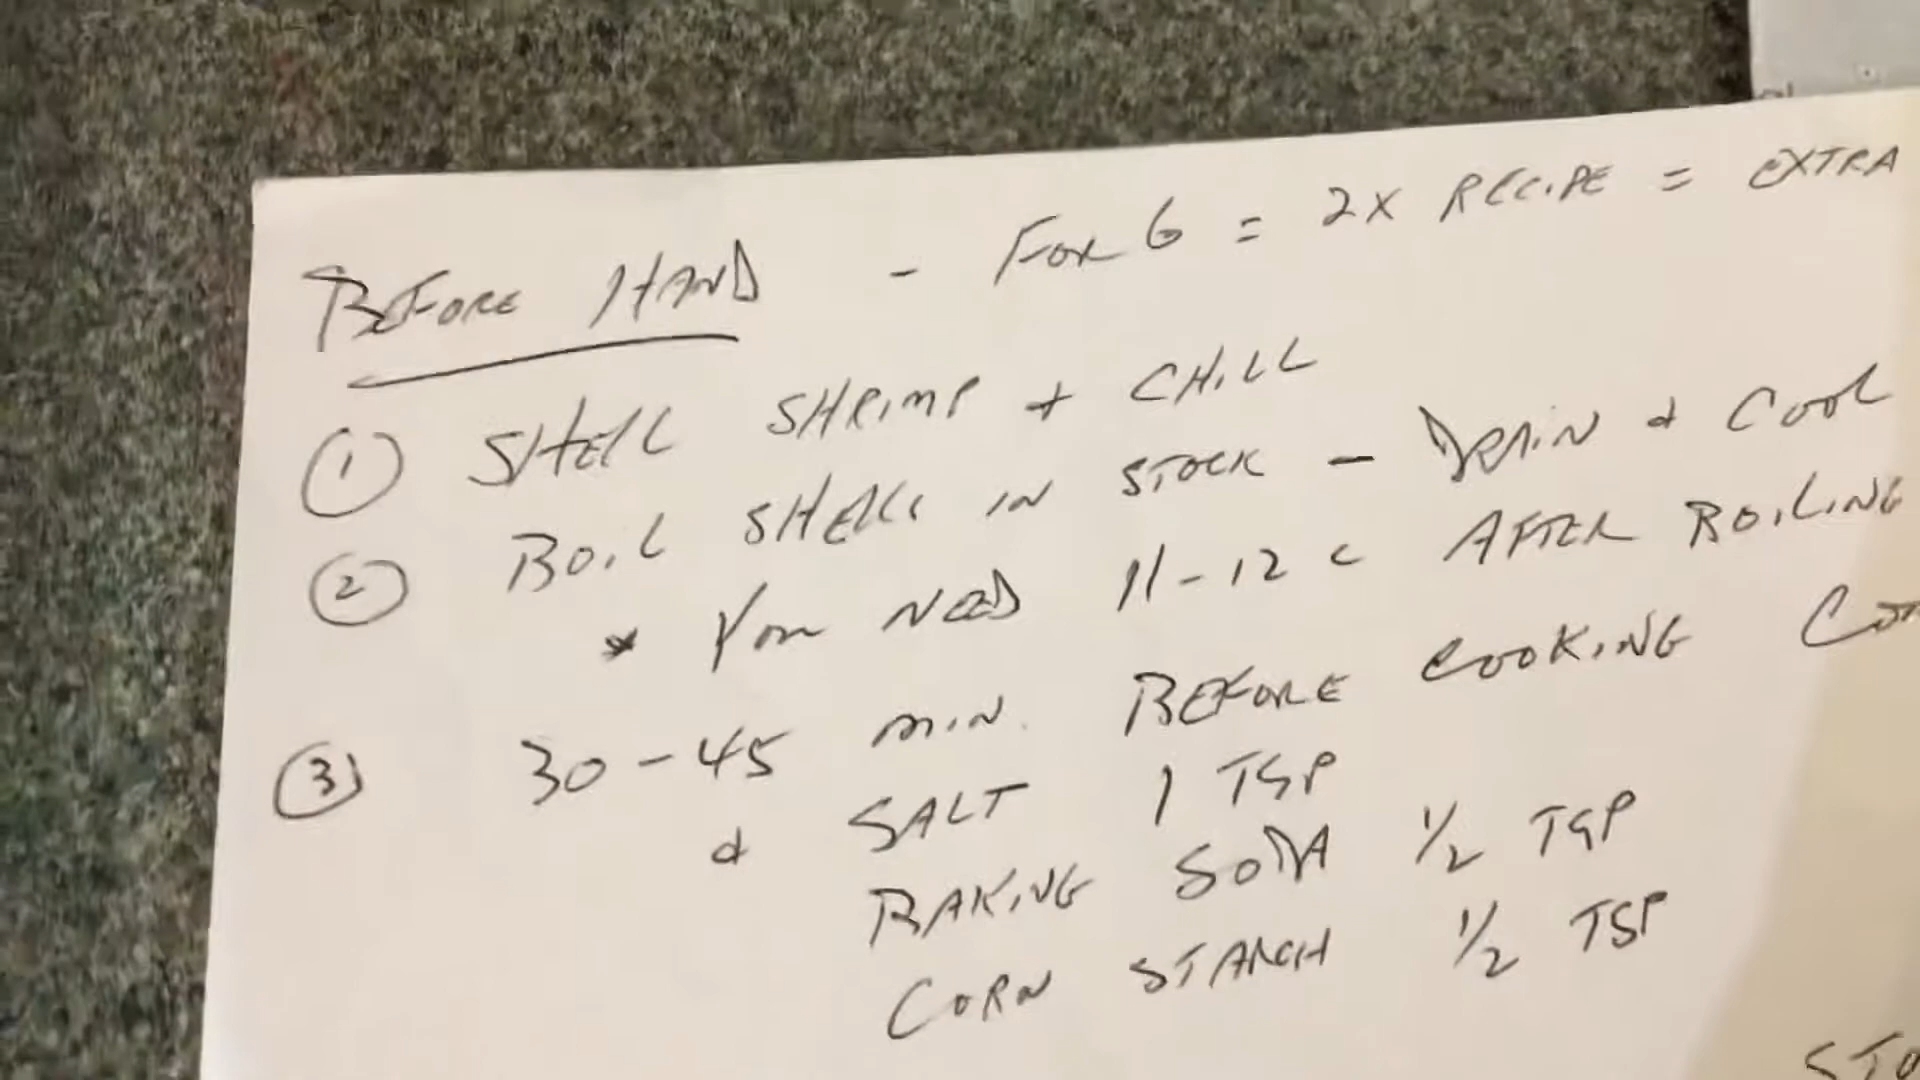 BEFORE HAND - FOR 6 = 2X RECIPE = EXTRA
① SHELL SHRIMP + CHILL
② BOIL SHELLS IN STOCK - DRAIN & COOL
* YOU NEED 11-12 C AFTER BOILING
③ 30-45 MIN. BEFORE COOKING
& SALT 1 TSP
BAKING SODA 1/2 TSP
CORN STARCH 1/2 TSP